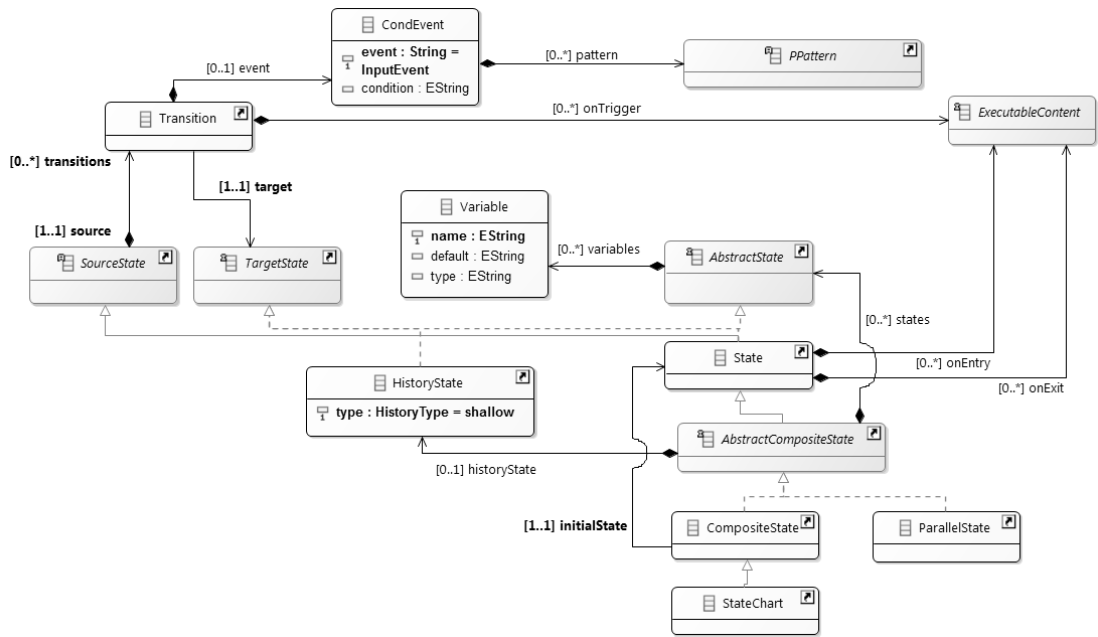 CondEvent
event : String =
InputEvent
condition : EString
[0..*] pattern
PPattern
[0..1] event
Transition
[0..*] onTrigger
ExecutableContent
[0..*] transitions
[1..1] target
[1..1] source
Variable
name : EString
default : EString
type : EString
[0..*] variables
AbstractState
SourceState
TargetState
[0..*] states
State
[0..*] onEntry
[0..*] onExit
HistoryState
type : HistoryType = shallow
AbstractCompositeState
[0..1] historyState
[1..1] initialState
CompositeState
ParallelState
StateChart